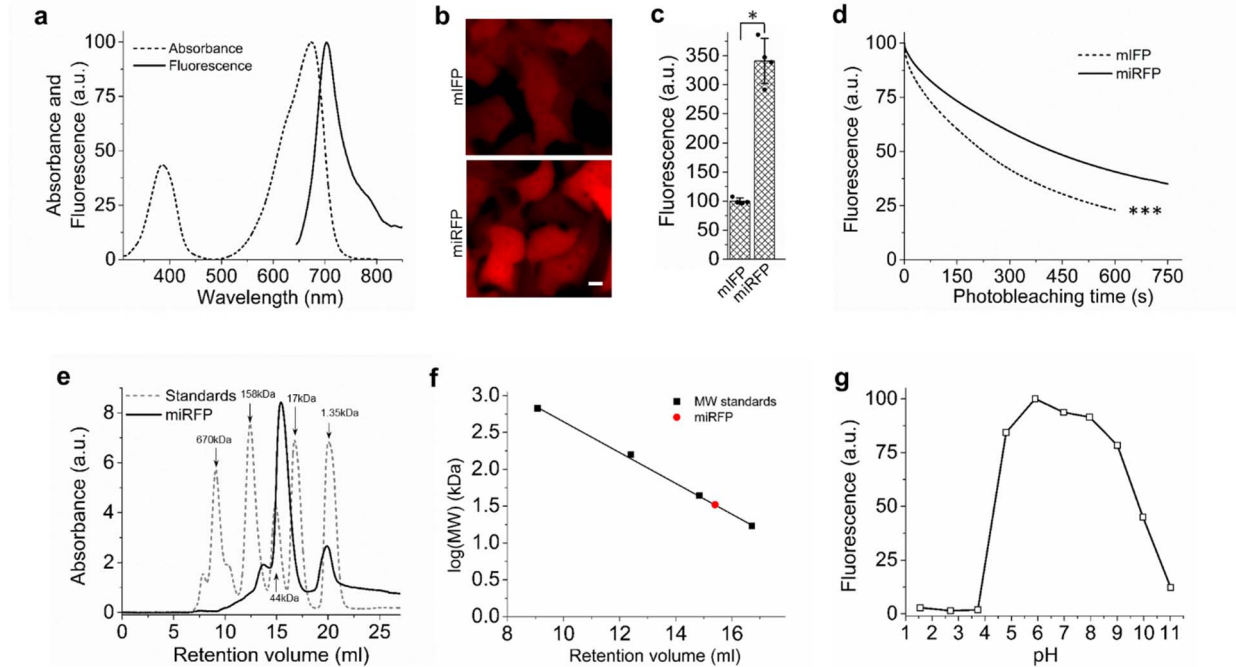 a
Absorbance and
Fluorescence (a.u.)
100
75
50
25
0
Absorbance
Fluorescence
400
500
600
700
800
Wavelength (nm)
b
mIFP
miRFP
c
*
Fluorescence (a.u.)
350
300
250
200
150
100
50
0
mIFP
miRFP
d
Fluorescence (a.u.)
100
75
50
25
0
mIFP
miRFP
***
0
150
300
450
600
750
Photobleaching time (s)
e
Absorbance (a.u.)
8
6
4
2
0
Standards
miRFP
670kDa
158kDa
44kDa
17kDa
1.35kDa
0
5
10
15
20
25
Retention volume (ml)
f
log(MW) (kDa)
3.0
2.5
2.0
1.5
1.0
0.5
0.0
MW standards
miRFP
8
10
12
14
16
Retention volume (ml)
g
Fluorescence (a.u.)
100
75
50
25
0
1
2
3
4
5
6
7
8
9
10
11
pH